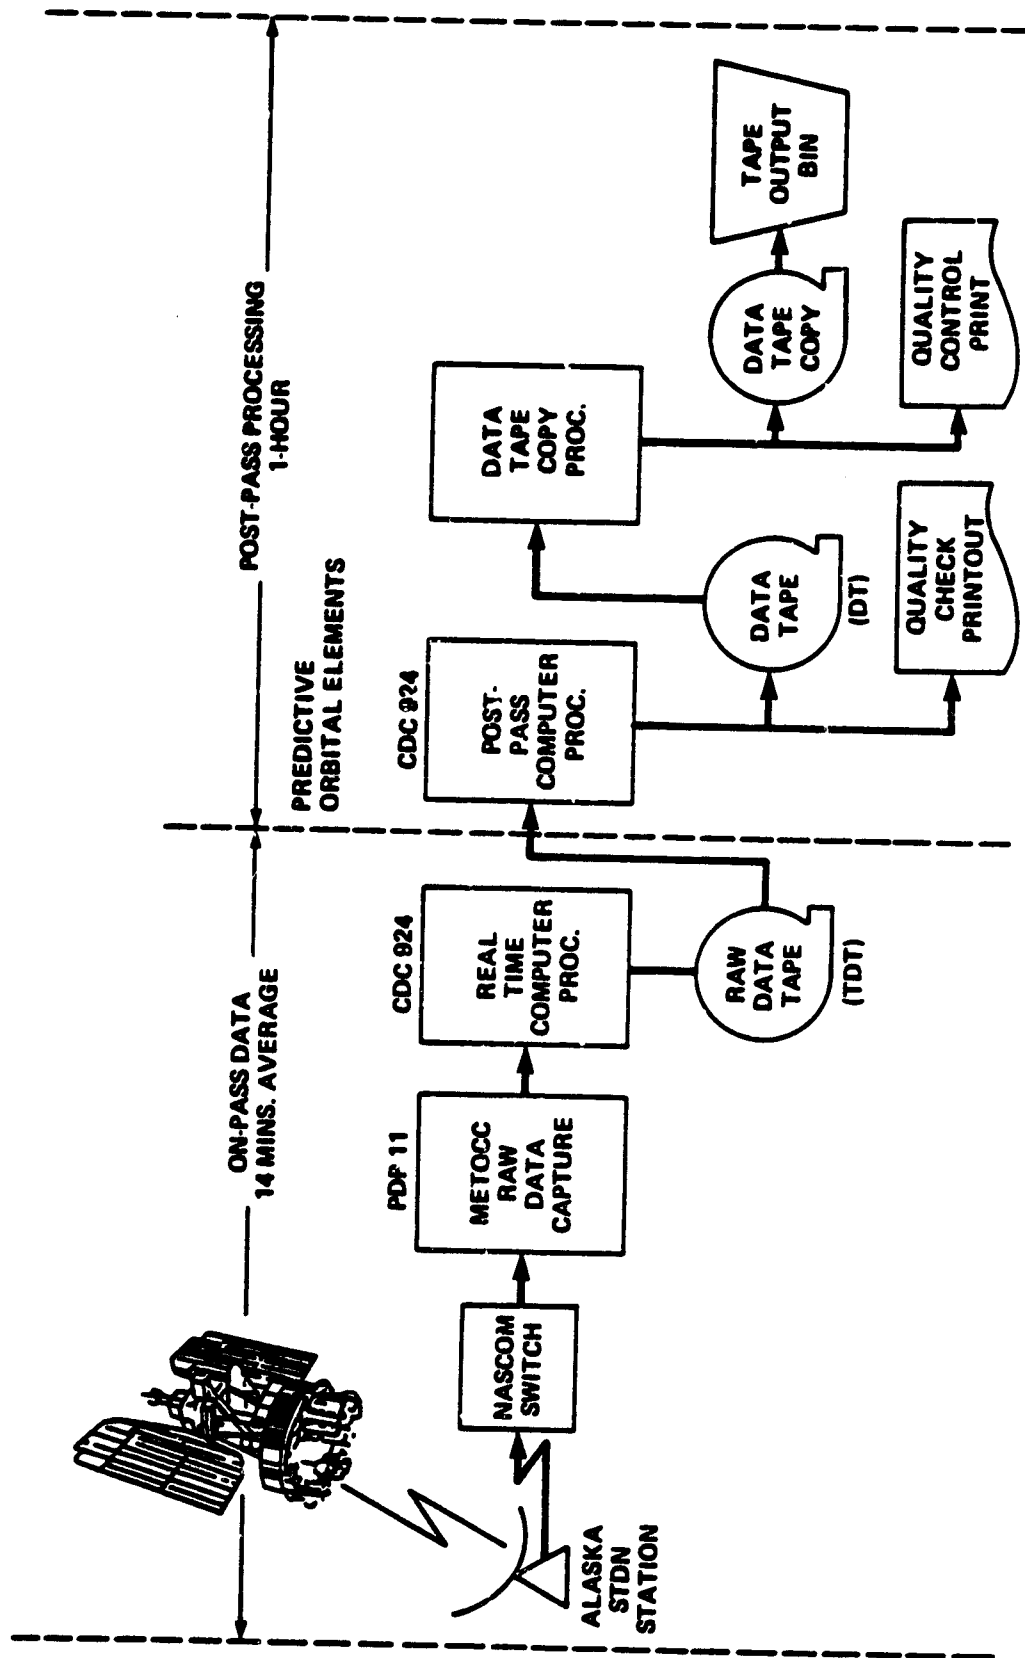 ON-PASS DATA
14 MINS. AVERAGE
POST-PASS PROCESSING
1-HOUR
PREDICTIVE
ORBITAL ELEMENTS
ALASKA
STDN
STATION
NASCOM
SWITCH
PDP 11
METOCC
RAW
DATA
CAPTURE
CDC 924
REAL
TIME
COMPUTER
PROC.
RAW
DATA
TAPE
(TDT)
CDC 924
POST-
PASS
COMPUTER
PROC.
DATA
TAPE
(DT)
QUALITY
CHECK
PRINTOUT
DATA
TAPE
COPY
PROC.
DATA
TAPE
COPY
TAPE
OUTPUT
BIN
QUALITY
CONTROL
PRINT